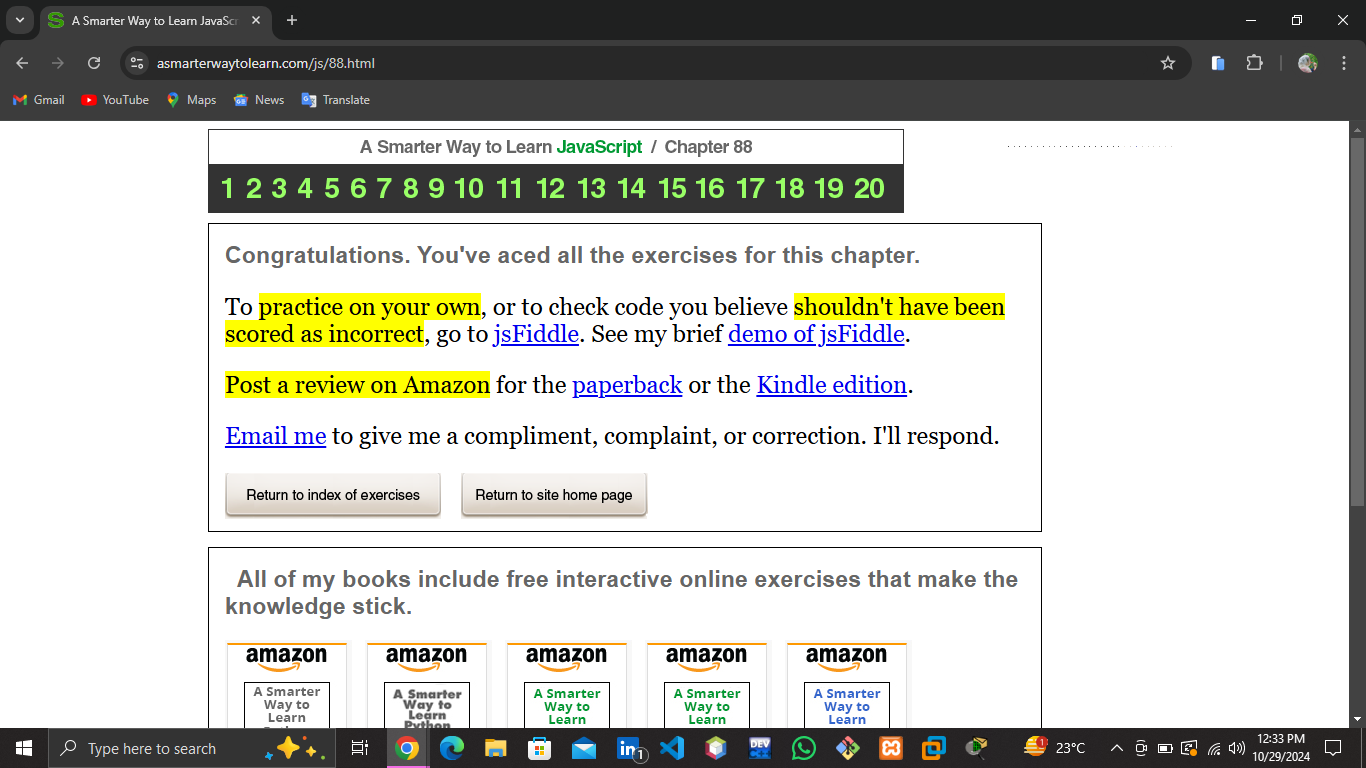 A Smarter Way to Learn JavaScr
asmarterwaytolearn.com/js/88.html
Gmail YouTube Maps News Translate
A Smarter Way to Learn JavaScript / Chapter 88
1 2 3 4 5 6 7 8 9 10 11 12 13 14 15 16 17 18 19 20
Congratulations. You've aced all the exercises for this chapter.
To practice on your own, or to check code you believe shouldn't have been
scored as incorrect, go to jsFiddle. See my brief demo of jsFiddle.
Post a review on Amazon for the paperback or the Kindle edition.
Email me to give me a compliment, complaint, or correction. I'll respond.
Return to index of exercises Return to site home page
All of my books include free interactive online exercises that make the
knowledge stick.
amazon amazon amazon amazon amazon
A Smarter A Smarter A Smarter A Smarter A Smarter
Way to Way to Way to Way to Way to
Learn Learn Learn Learn Learn
Python
Type here to search
in 1
DEV
1 23°C
12:33 PM
10/29/2024